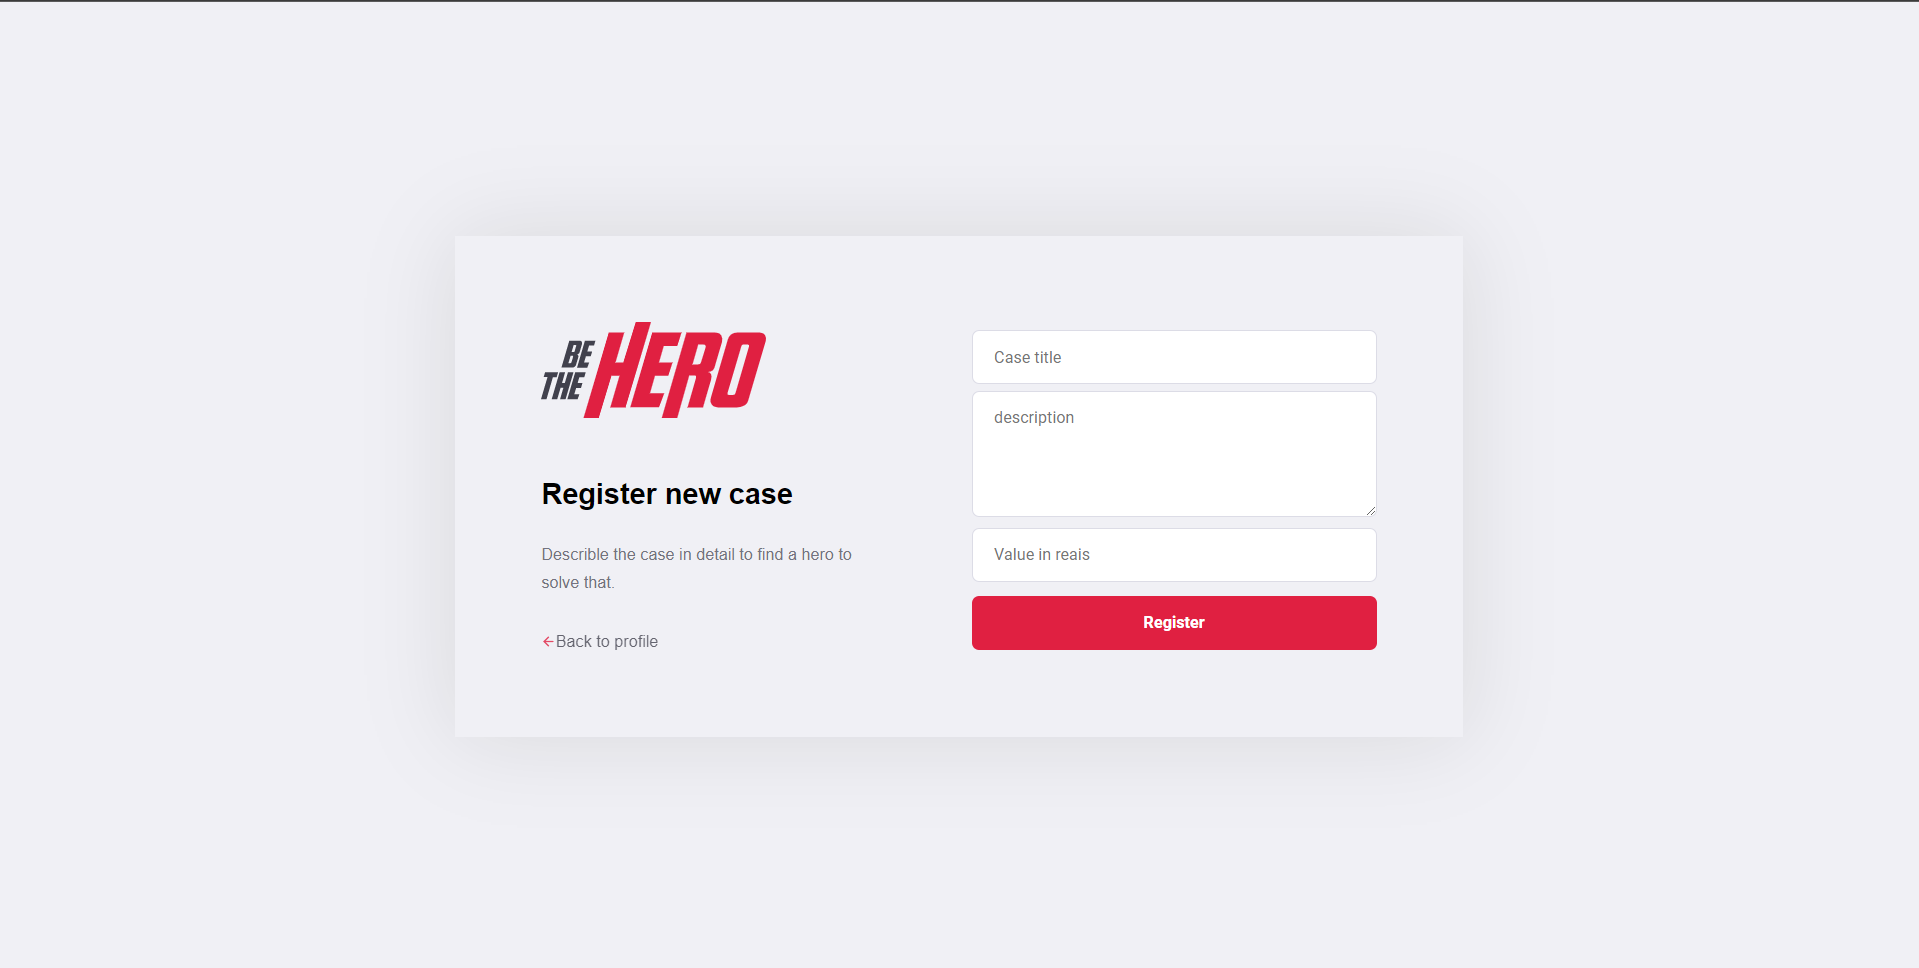 BE
THE HERO
Register new case
Describle the case in detail to find a hero to
solve that.
Back to profile
Case title
description
Value in reais
Register